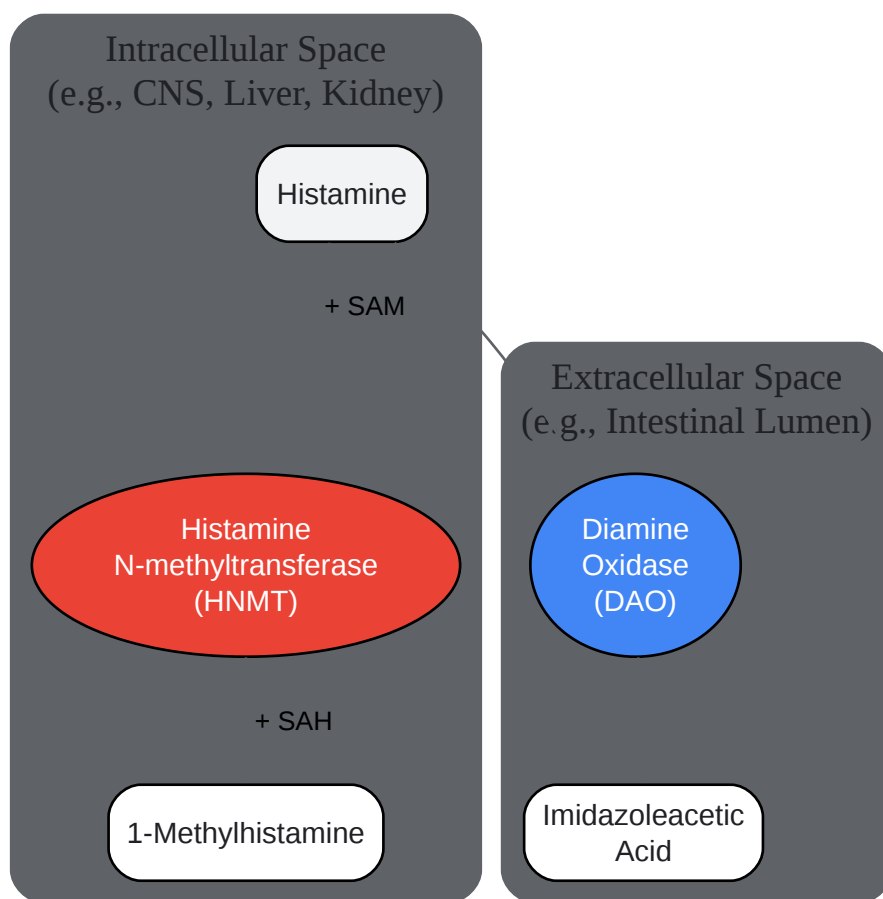 Intracellular Space
(e.g., CNS, Liver, Kidney)
Histamine
+ SAM
Extracellular Space
(e.g., Intestinal Lumen)
Histamine
N-methyltransferase
(HNMT)
Diamine
Oxidase
(DAO)
+ SAH
1-Methylhistamine
Imidazoleacetic
Acid